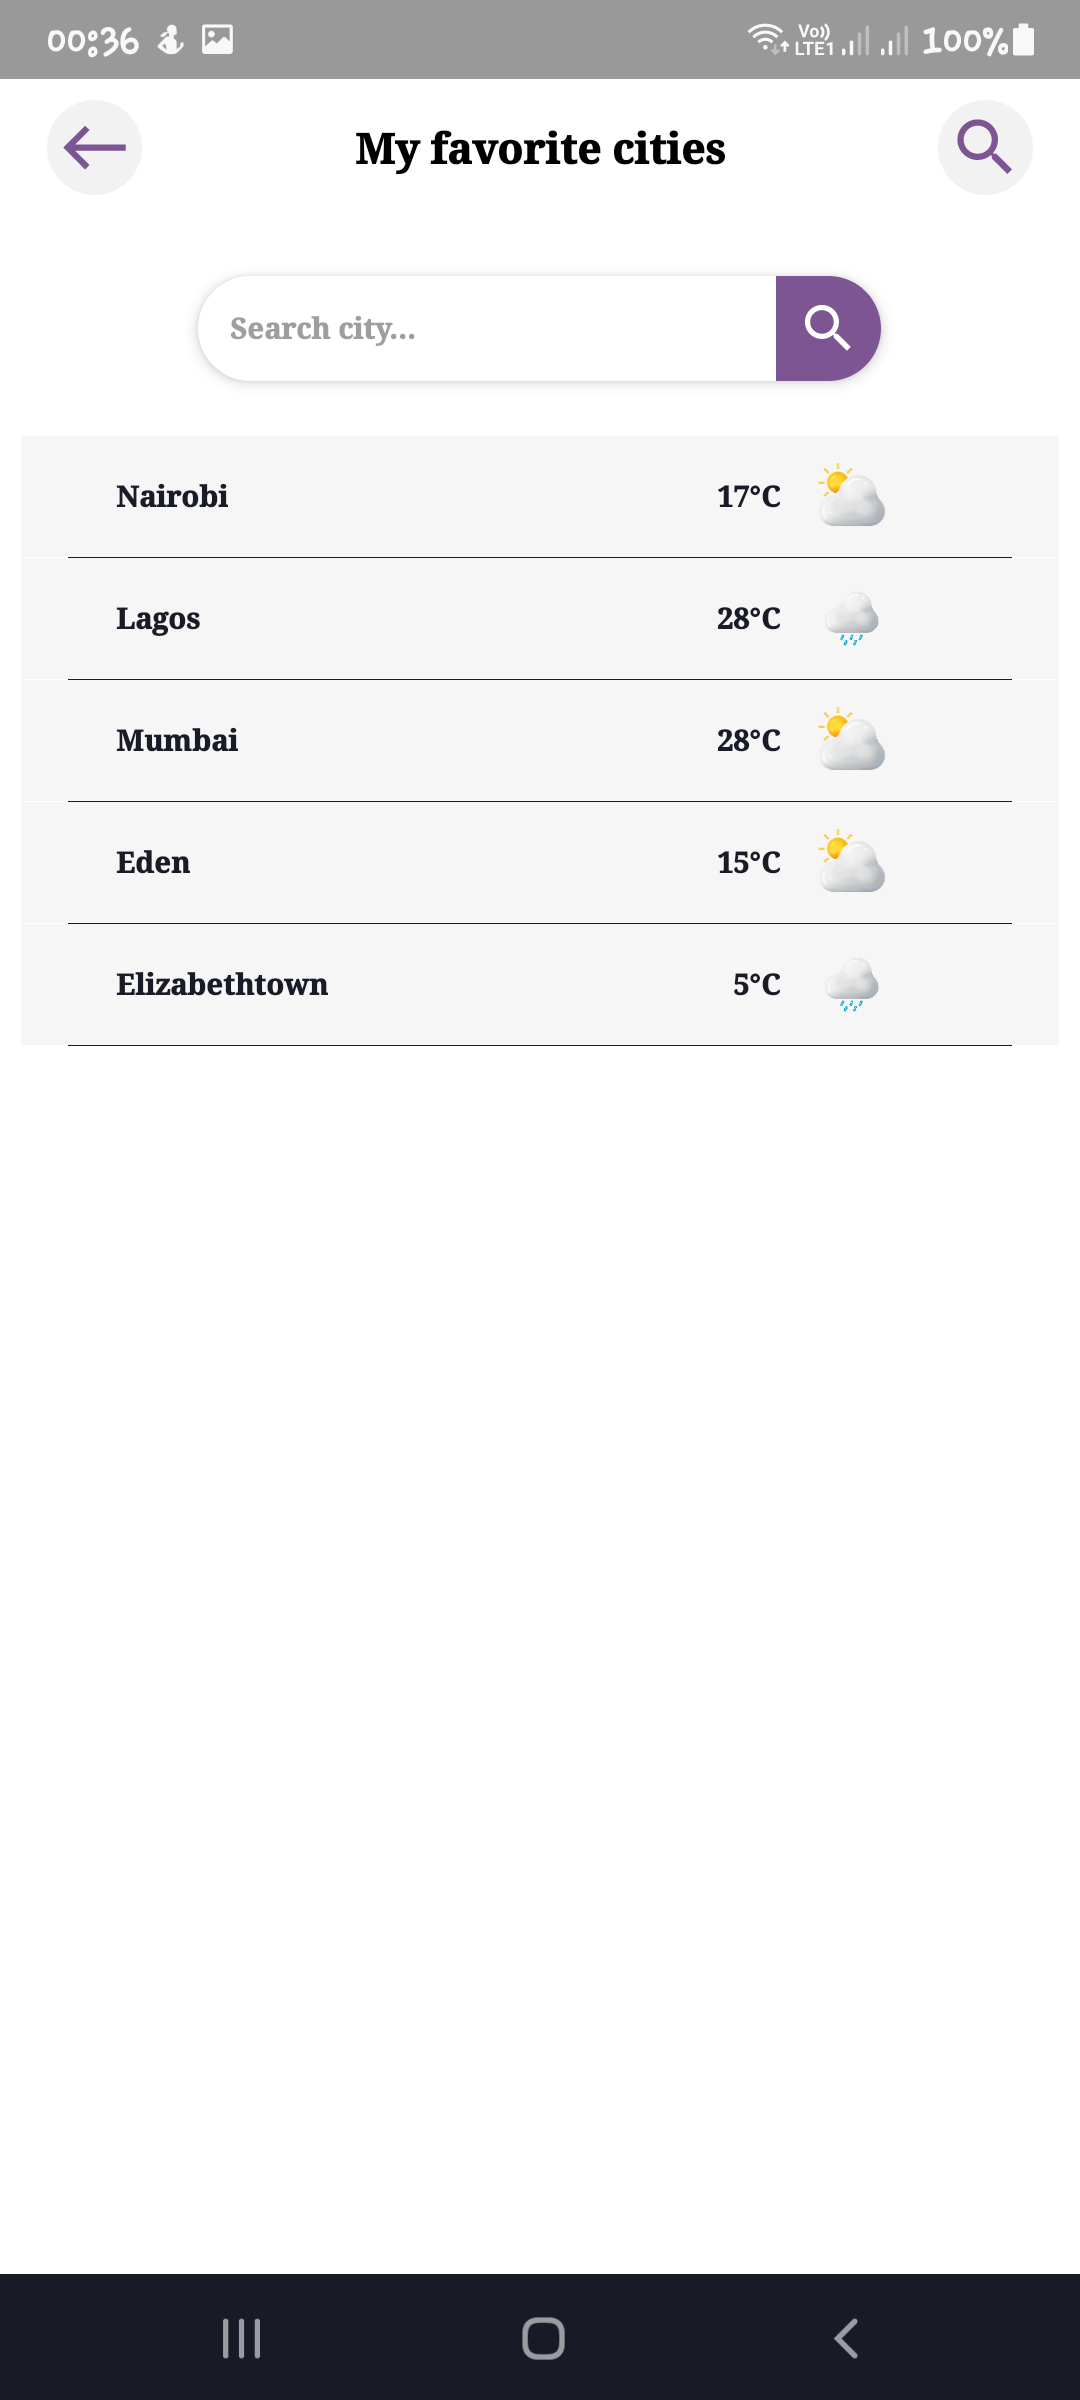 00:36 Vo)) LTE1 100%
My favorite cities
Search city...
Nairobi 17°C
Lagos 28°C
Mumbai 28°C
Eden 15°C
Elizabethtown 5°C